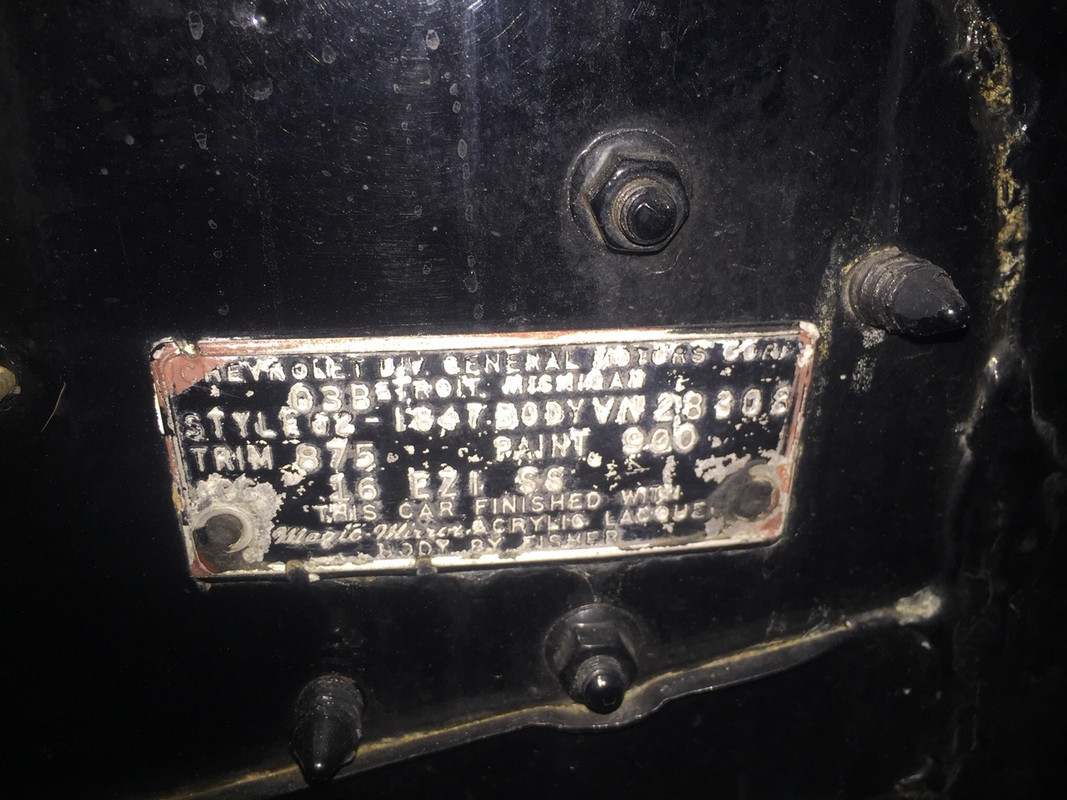 CHEVROLET DIV. GENERAL MOTORS CORP.
03B DETROIT, MICHIGAN
STYLE 62-1847 BODY VN 28308
TRIM 875 PAINT 900
16 EZI SS
THIS CAR FINISHED WITH
Magic-Mirror ACRYLIC LACQUER
BODY BY FISHER